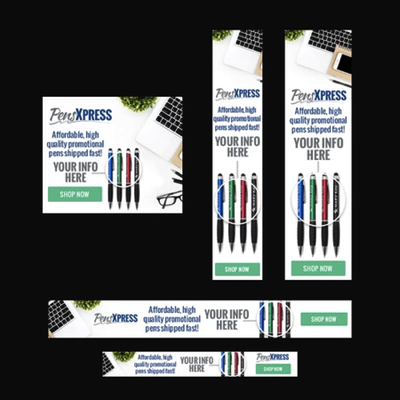 PensXPRESS
Affordable, high
quality promotional
pens shipped fast!
YOUR INFO
HERE
SHOP NOW
PensXPRESS
Affordable, high
quality promotional
pens shipped fast!
YOUR INFO
HERE
SHOP NOW
PensXPRESS
Affordable, high
quality promotional
pens shipped fast!
YOUR INFO
HERE
SHOP NOW
PensXPRESS
Affordable, high
quality promotional
pens shipped fast!
YOUR INFO
HERE
SHOP NOW
Affordable, high
quality promotional
pens shipped fast!
YOUR INFO
HERE
PensXPRESS
SHOP NOW